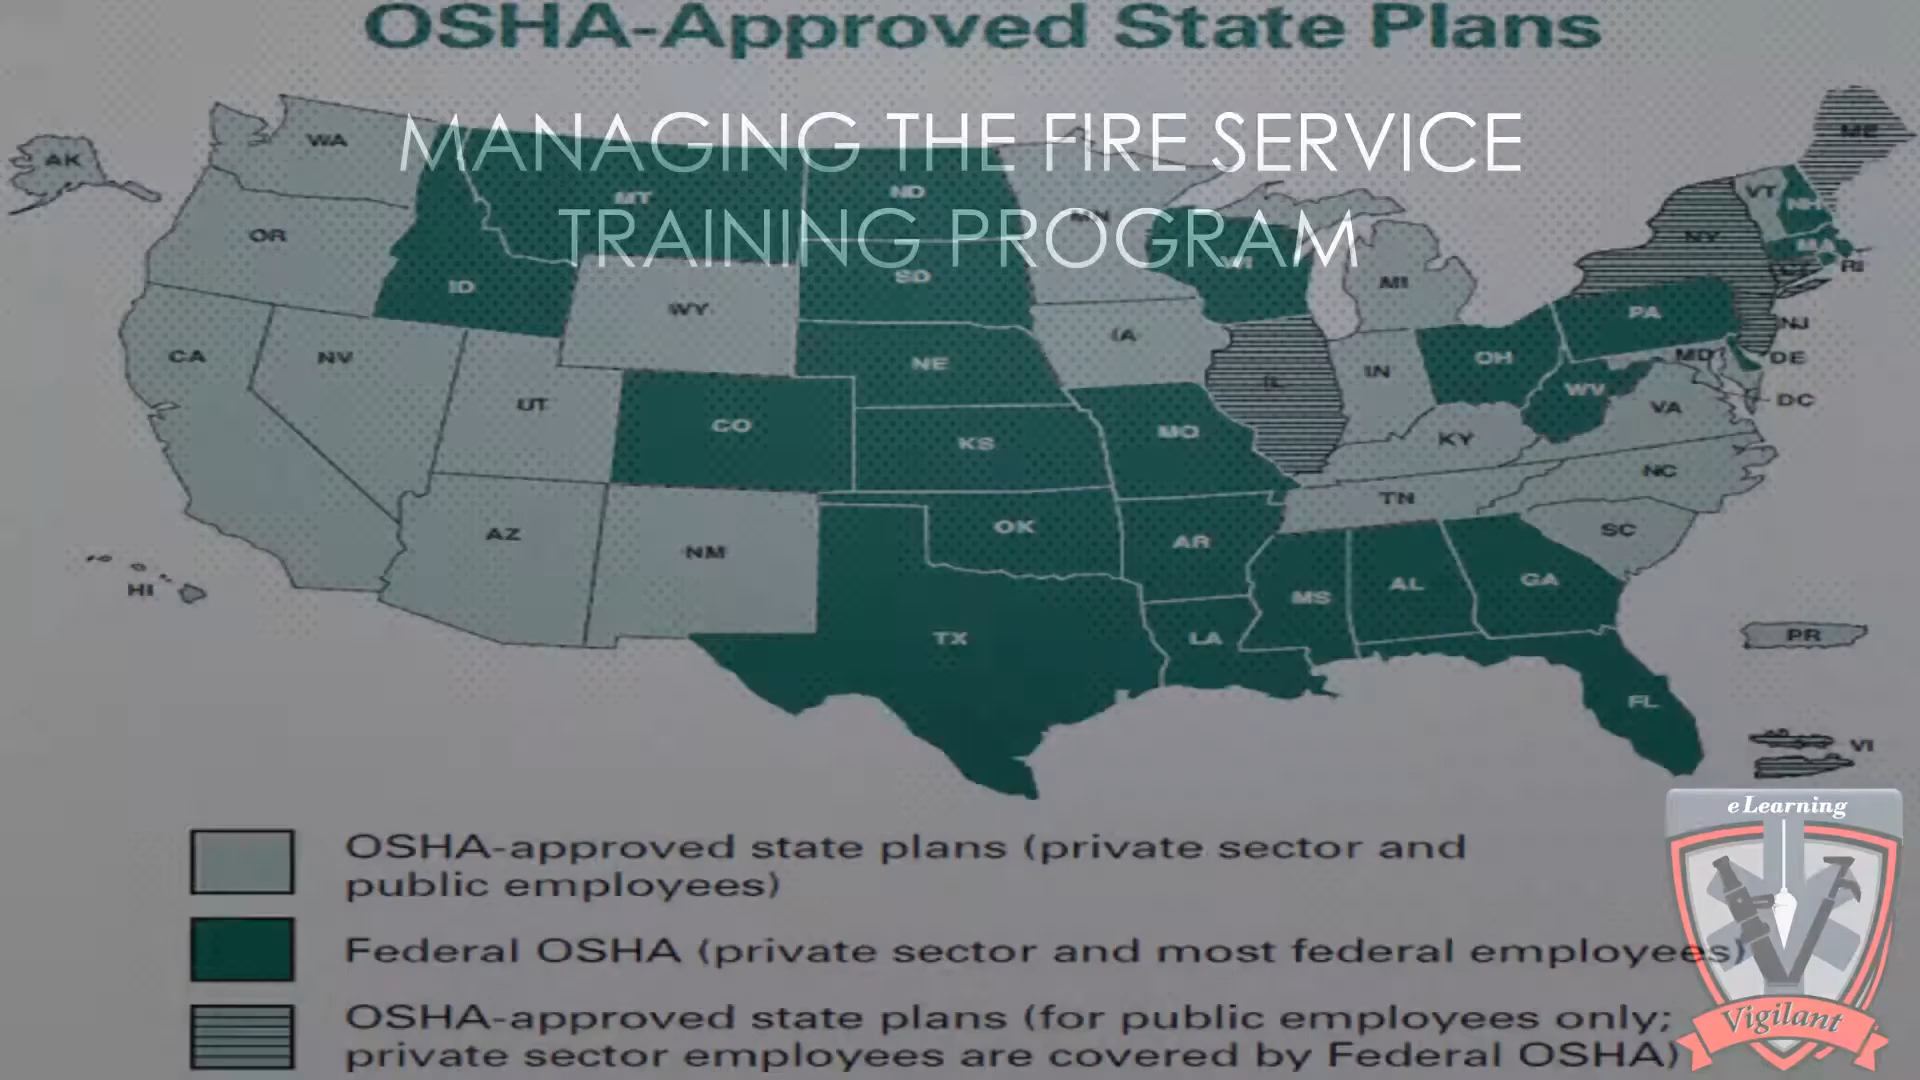 OSHA-Approved State Plans
MANAGING THE FIRE SERVICE
TRAINING PROGRAM
AK
WA
MT
ND
MN
ME
VT
NH
OR
NY
MA
ID
SD
WI
MI
CT
RI
WY
PA
NJ
CA
NV
IA
NE
IL
IN
OH
MD
DE
UT
CO
KS
MO
WV
VA
DC
KY
AZ
NM
OK
AR
TN
NC
SC
HI
TX
LA
MS
AL
GA
PR
FL
VI
OSHA-approved state plans (private sector and
public employees)
Federal OSHA (private sector and most federal employees)
OSHA-approved state plans (for public employees only;
private sector employees are covered by Federal OSHA)
eLearning
V
Vigilant